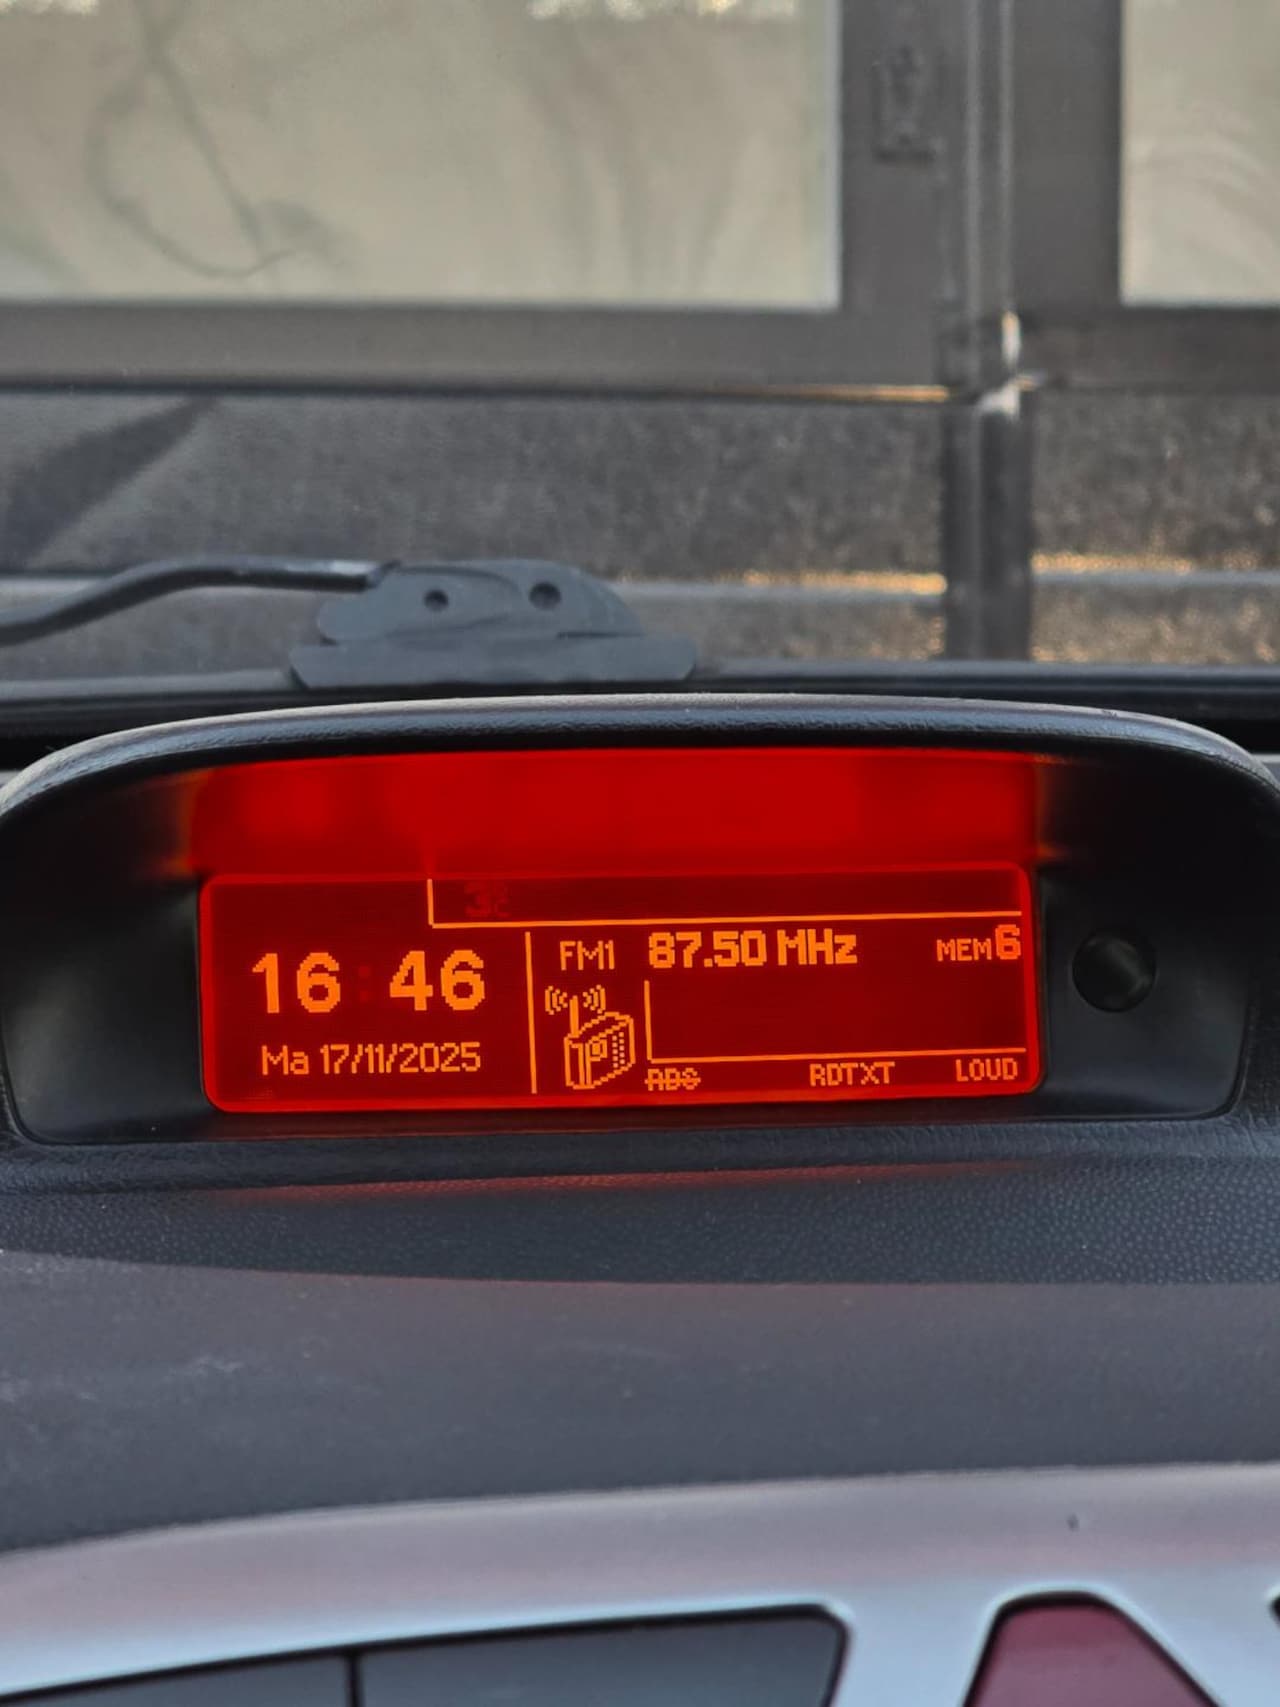 16:46
Ma 17/11/2025
FM1 87.50 MHz MEM6
RDS RDTXT LOUD